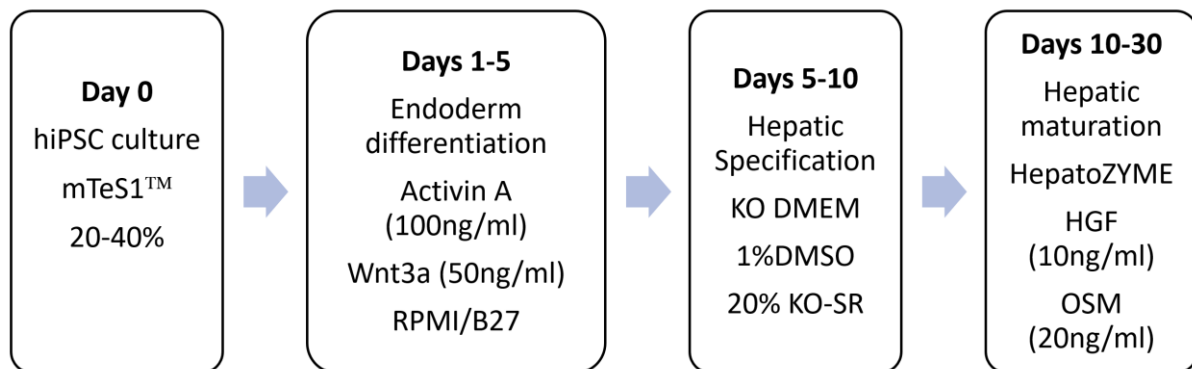 Day 0
hiPSC culture
mTeS1™
20-40%
Days 1-5
Endoderm
differentiation
Activin A
(100ng/ml)
Wnt3a (50ng/ml)
RPMI/B27
Days 5-10
Hepatic
Specification
KO DMEM
1%DMSO
20% KO-SR
Days 10-30
Hepatic
maturation
HepatoZYME
HGF
(10ng/ml)
OSM
(20ng/ml)